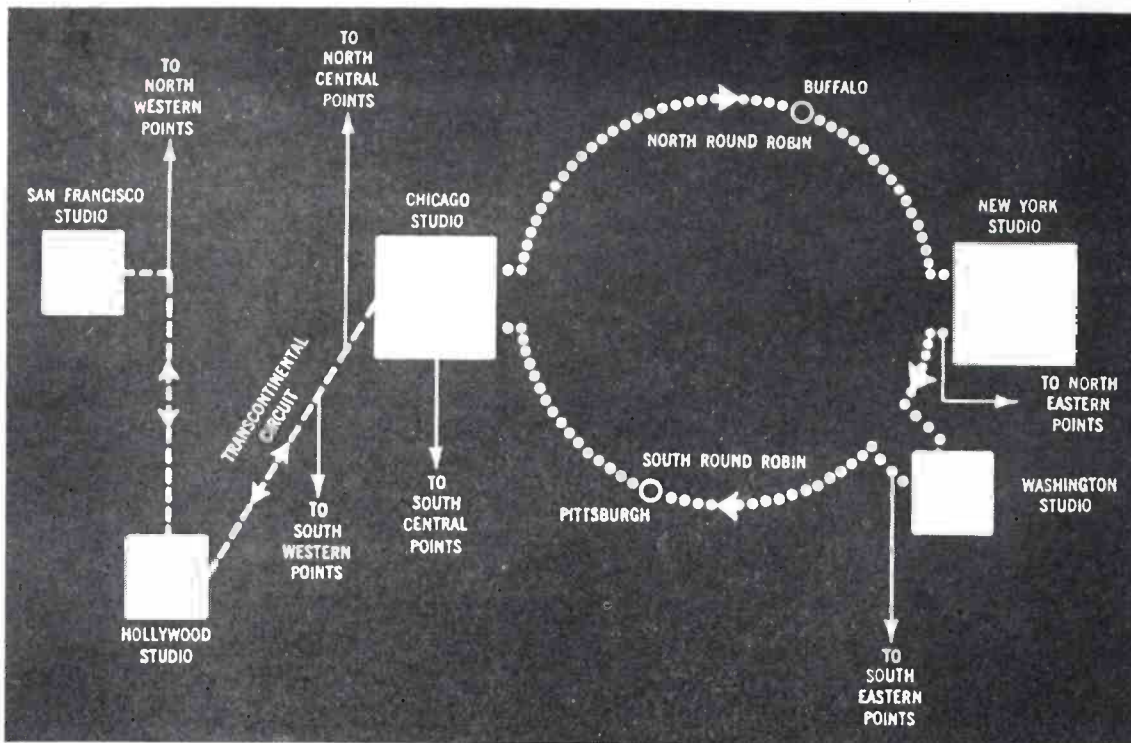 TO
NORTH
WESTERN
POINTS
TO
NORTH
CENTRAL
POINTS
BUFFALO
NORTH ROUND ROBIN
SAN FRANCISCO
STUDIO
CHICAGO
STUDIO
NEW YORK
STUDIO
TRANSCONTINENTAL
CIRCUIT
TO NORTH
EASTERN
POINTS
SOUTH ROUND ROBIN
PITTSBURGH
WASHINGTON
STUDIO
TO
SOUTH
WESTERN
POINTS
TO
SOUTH
CENTRAL
POINTS
HOLLYWOOD
STUDIO
TO
SOUTH
EASTERN
POINTS